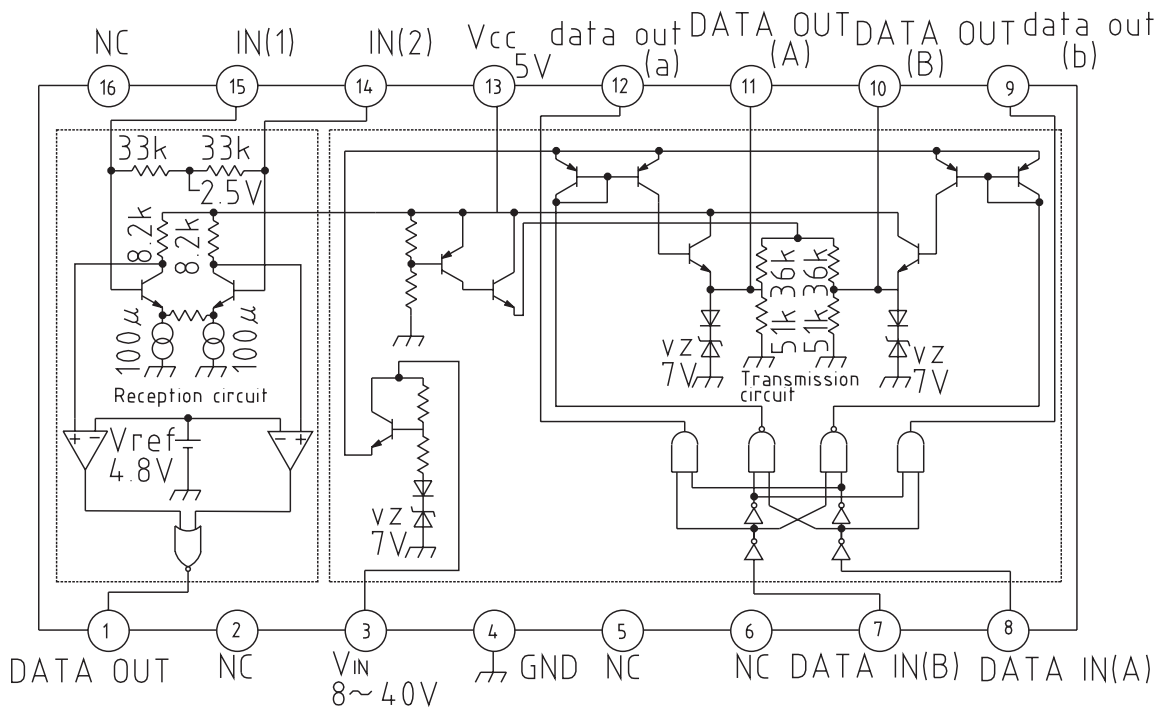 NC IN(1) IN(2) Vcc 5V data out (a) DATA OUT (A) DATA OUT (B) data out (b)
16 15 14 13 12 11 10 9
33k 33k
2.5V
8.2k 8.2k
36k 36k
51k 51k
100μ 100μ
VZ 7V
VZ 7V
Reception circuit
Transmission circuit
Vref 4.8V
+ − − +
VZ 7V
1 2 3 4 5 6 7 8
DATA OUT NC VIN 8～40V GND NC NC DATA IN(B) DATA IN(A)